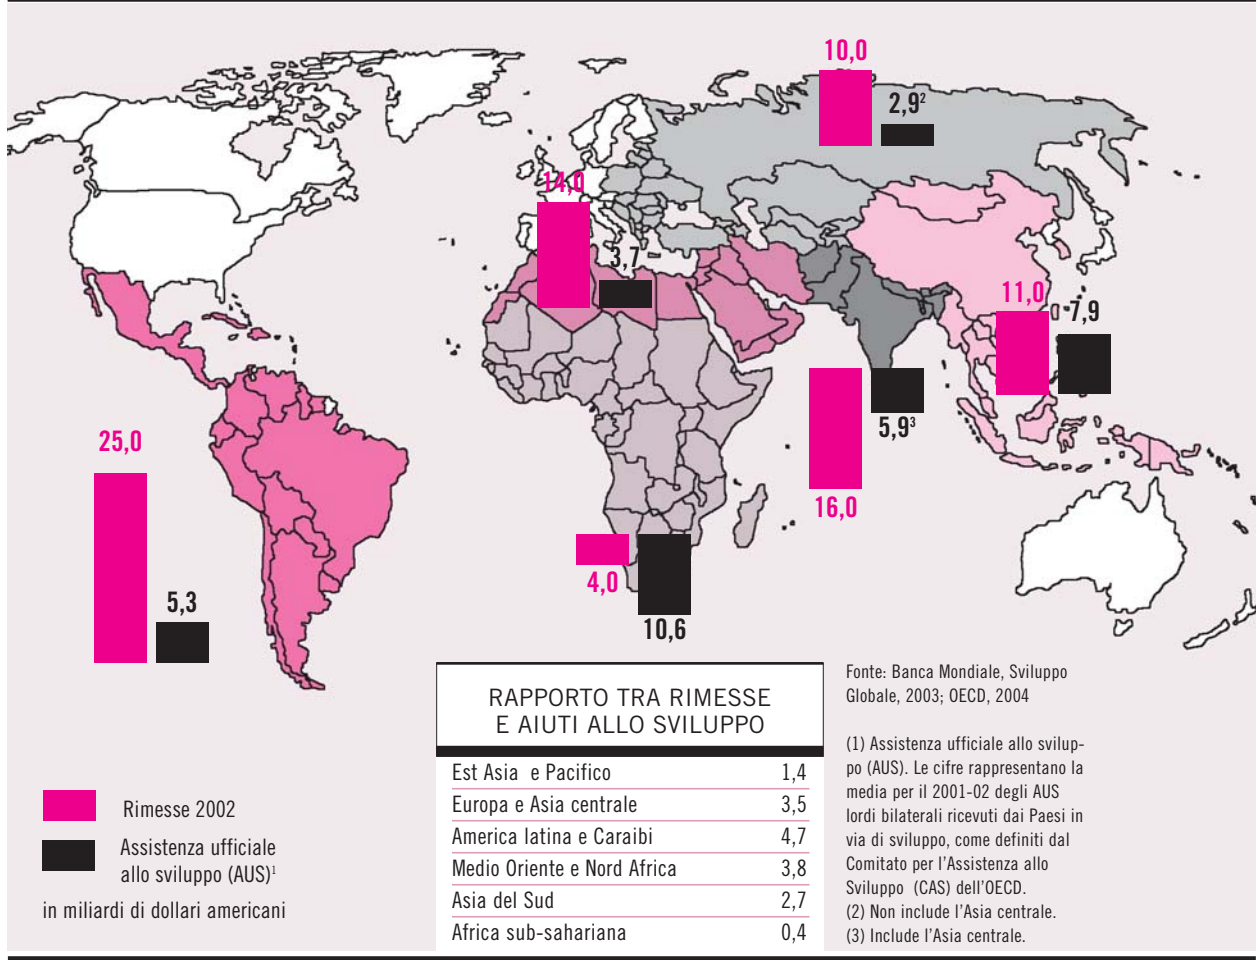 10,0
2,9²
14,0
3,7
11,0
7,9
25,0
5,9³
16,0
4,0
5,3
10,6
RAPPORTO TRA RIMESSE
E AIUTI ALLO SVILUPPO
Est Asia e Pacifico 1,4
Europa e Asia centrale 3,5
America latina e Caraibi 4,7
Medio Oriente e Nord Africa 3,8
Asia del Sud 2,7
Africa sub-sahariana 0,4
Rimesse 2002
Assistenza ufficiale
allo sviluppo (AUS)¹
in miliardi di dollari americani
Fonte: Banca Mondiale, Sviluppo
Globale, 2003; OECD, 2004
(1) Assistenza ufficiale allo svilup-
po (AUS). Le cifre rappresentano la
media per il 2001-02 degli AUS
lordi bilaterali ricevuti dai Paesi in
via di sviluppo, come definiti dal
Comitato per l'Assistenza allo
Sviluppo (CAS) dell'OECD.
(2) Non include l'Asia centrale.
(3) Include l'Asia centrale.